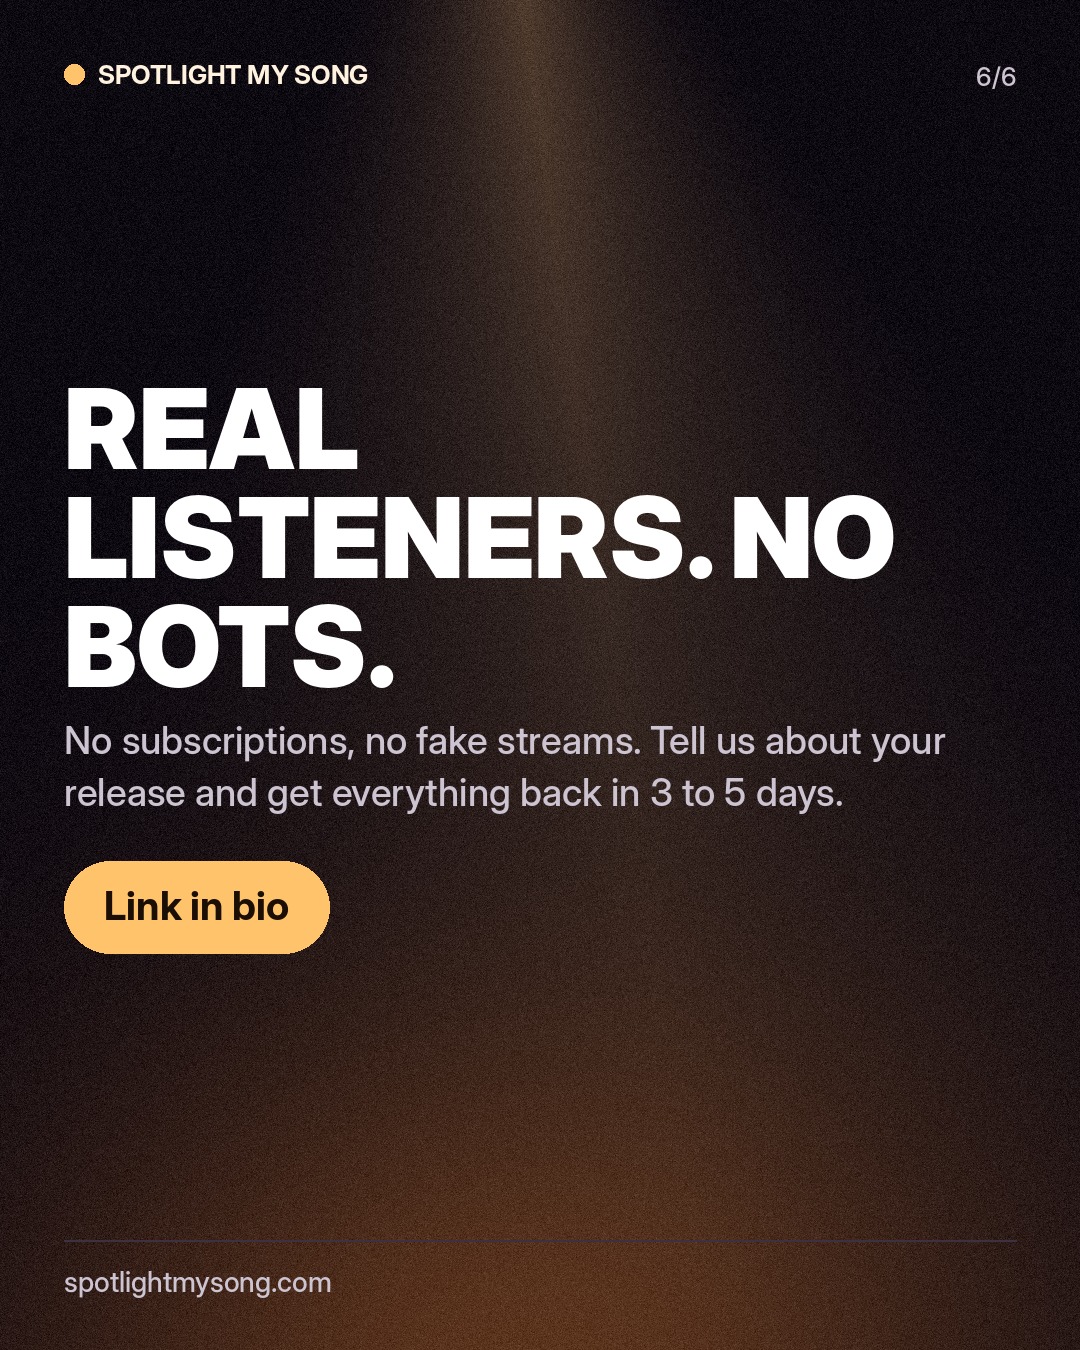 SPOTLIGHT MY SONG
6/6
REAL
LISTENERS. NO
BOTS.
No subscriptions, no fake streams. Tell us about your
release and get everything back in 3 to 5 days.
Link in bio
spotlightmysong.com